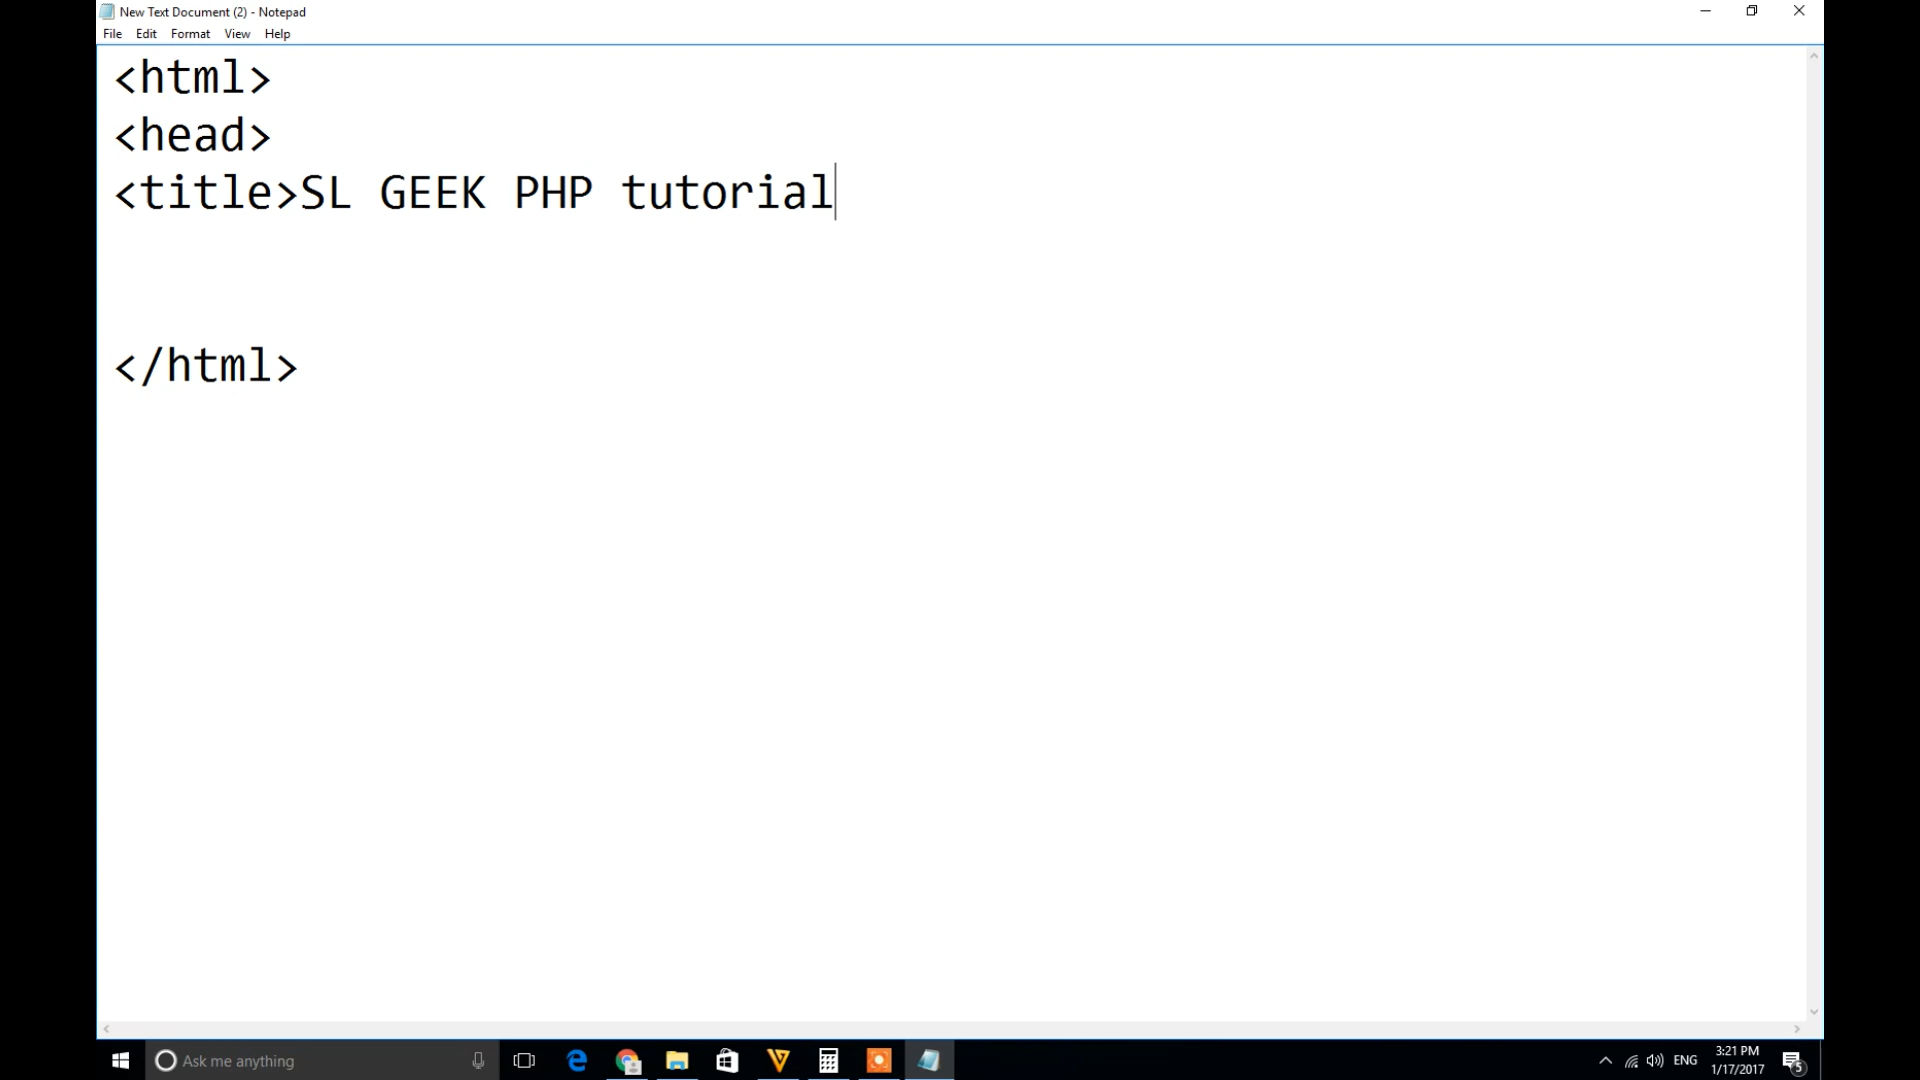 New Text Document (2) - Notepad
File Edit Format View Help
<html>
<head>
<title>SL GEEK PHP tutorial
</html>
Ask me anything
ENG
3:21 PM
1/17/2017
5